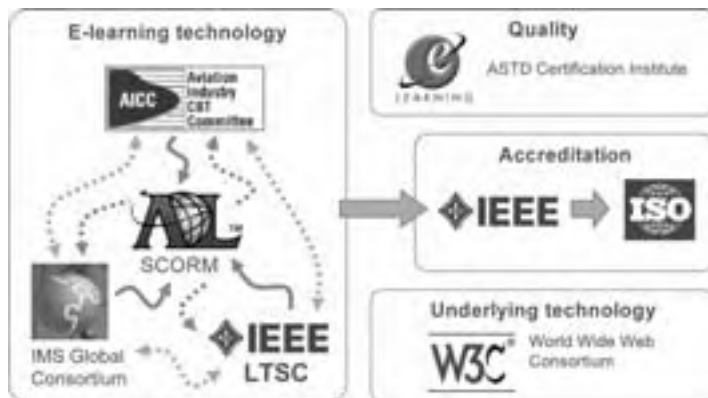 E-learning technology
AICC
Aviation
Industry
CBT
Committee
ADL™
SCORM
IMS Global
Consortium
IEEE
LTSC
Quality
e
LEARNING
ASTD Certification Institute
Accreditation
IEEE
ISO
Underlying technology
W3C®
World Wide Web
Consortium